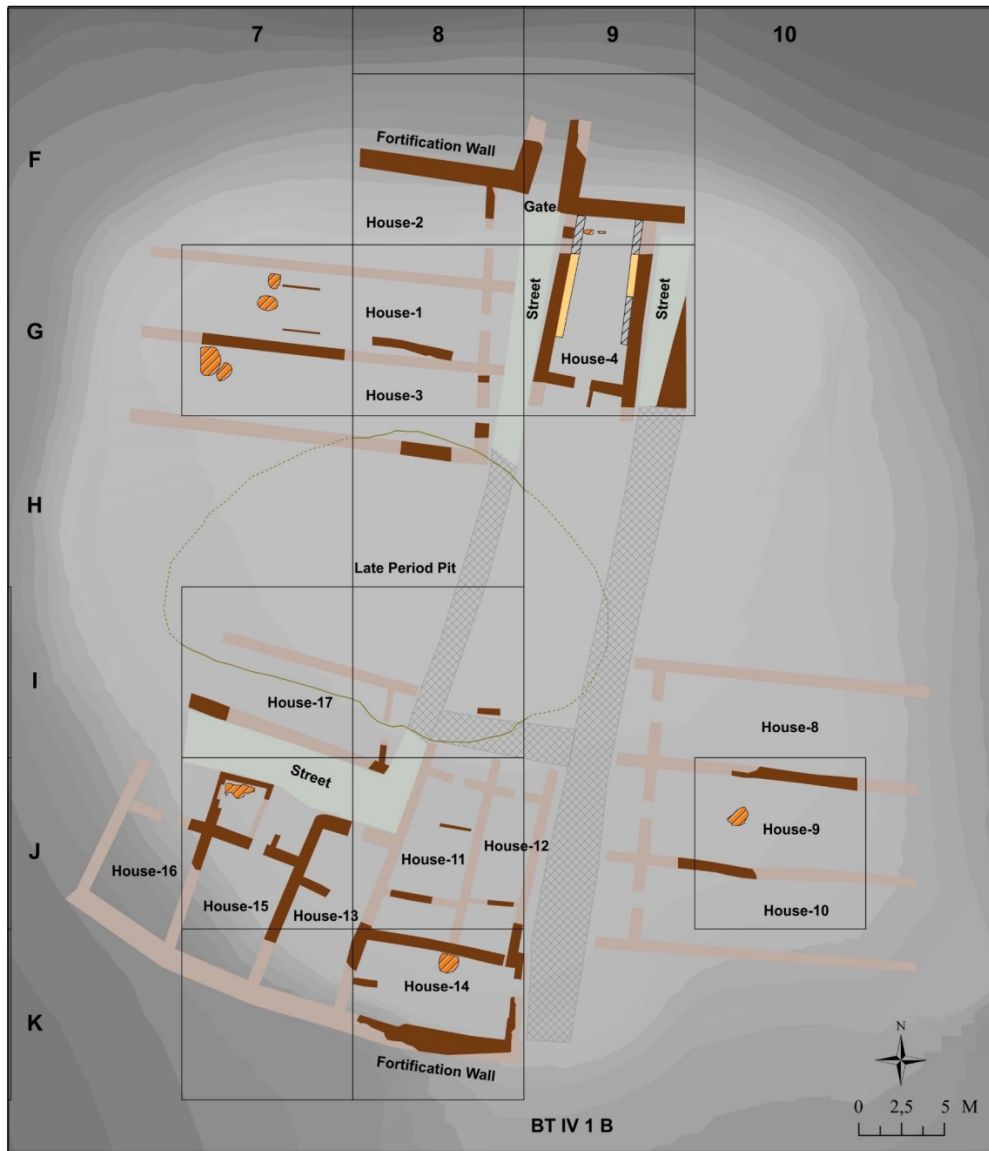 7 8 9 10
F
Fortification Wall
Gate
House-2
G
Street
Street
House-1
House-4
House-3
H
Late Period Pit
I
House-17
House-8
Street
House-9
J
House-11
House-12
House-16
House-15
House-13
House-10
House-14
K
Fortification Wall
N
0 2,5 5 M
BT IV 1 B